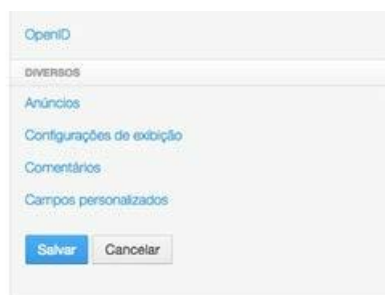 OpenID
DIVERSOS
Anúncios
Configurações de exibição
Comentários
Campos personalizados
Salvar Cancelar